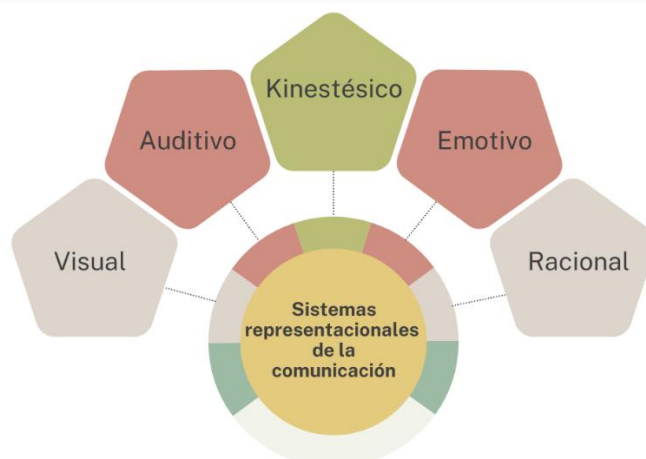 Kinestésico
Auditivo
Emotivo
Visual
Racional
Sistemas
representacionales
de la
comunicación